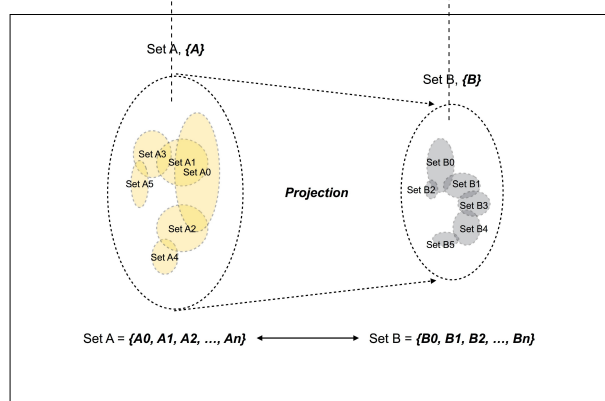 Set A, {A}
Set B, {B}
Set A3
Set A1
Set A0
Set A5
Set A2
Set A4
Projection
Set B0
Set B2
Set B1
Set B3
Set B4
Set B5
Set A = {A0, A1, A2, …, An}
Set B = {B0, B1, B2, …, Bn}